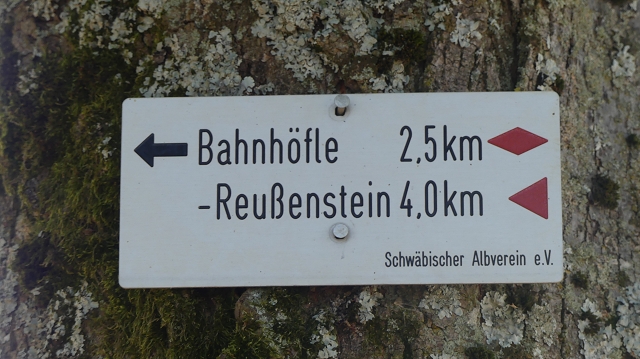 Bahnhöfle 2,5km
-Reußenstein 4,0km
Schwäbischer Albverein e.V.